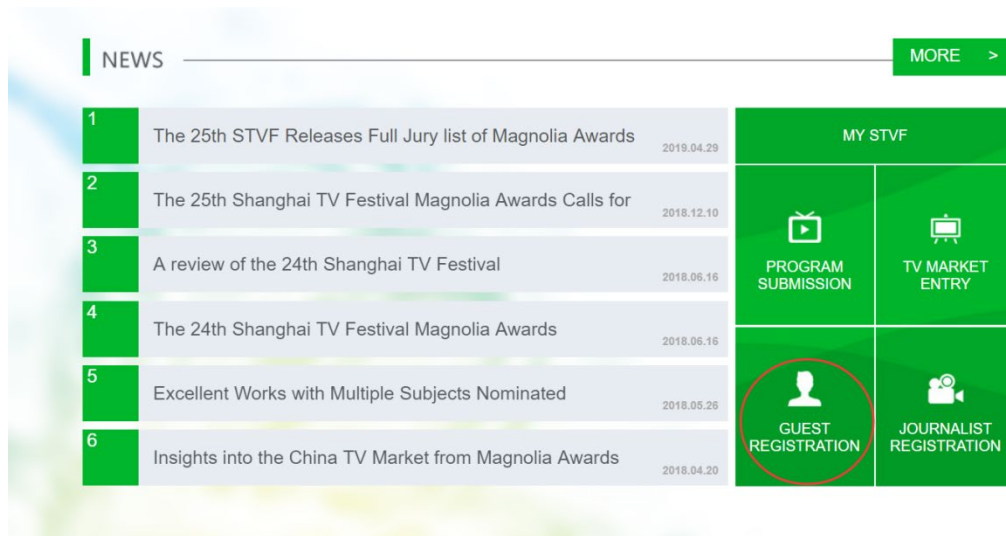 NEWS
MORE >
1
The 25th STVF Releases Full Jury list of Magnolia Awards
2019.04.29
2
The 25th Shanghai TV Festival Magnolia Awards Calls for
2018.12.10
3
A review of the 24th Shanghai TV Festival
2018.06.16
4
The 24th Shanghai TV Festival Magnolia Awards
2018.06.16
5
Excellent Works with Multiple Subjects Nominated
2018.05.26
6
Insights into the China TV Market from Magnolia Awards
2018.04.20
MY STVF
PROGRAM
SUBMISSION
TV MARKET
ENTRY
GUEST
REGISTRATION
JOURNALIST
REGISTRATION